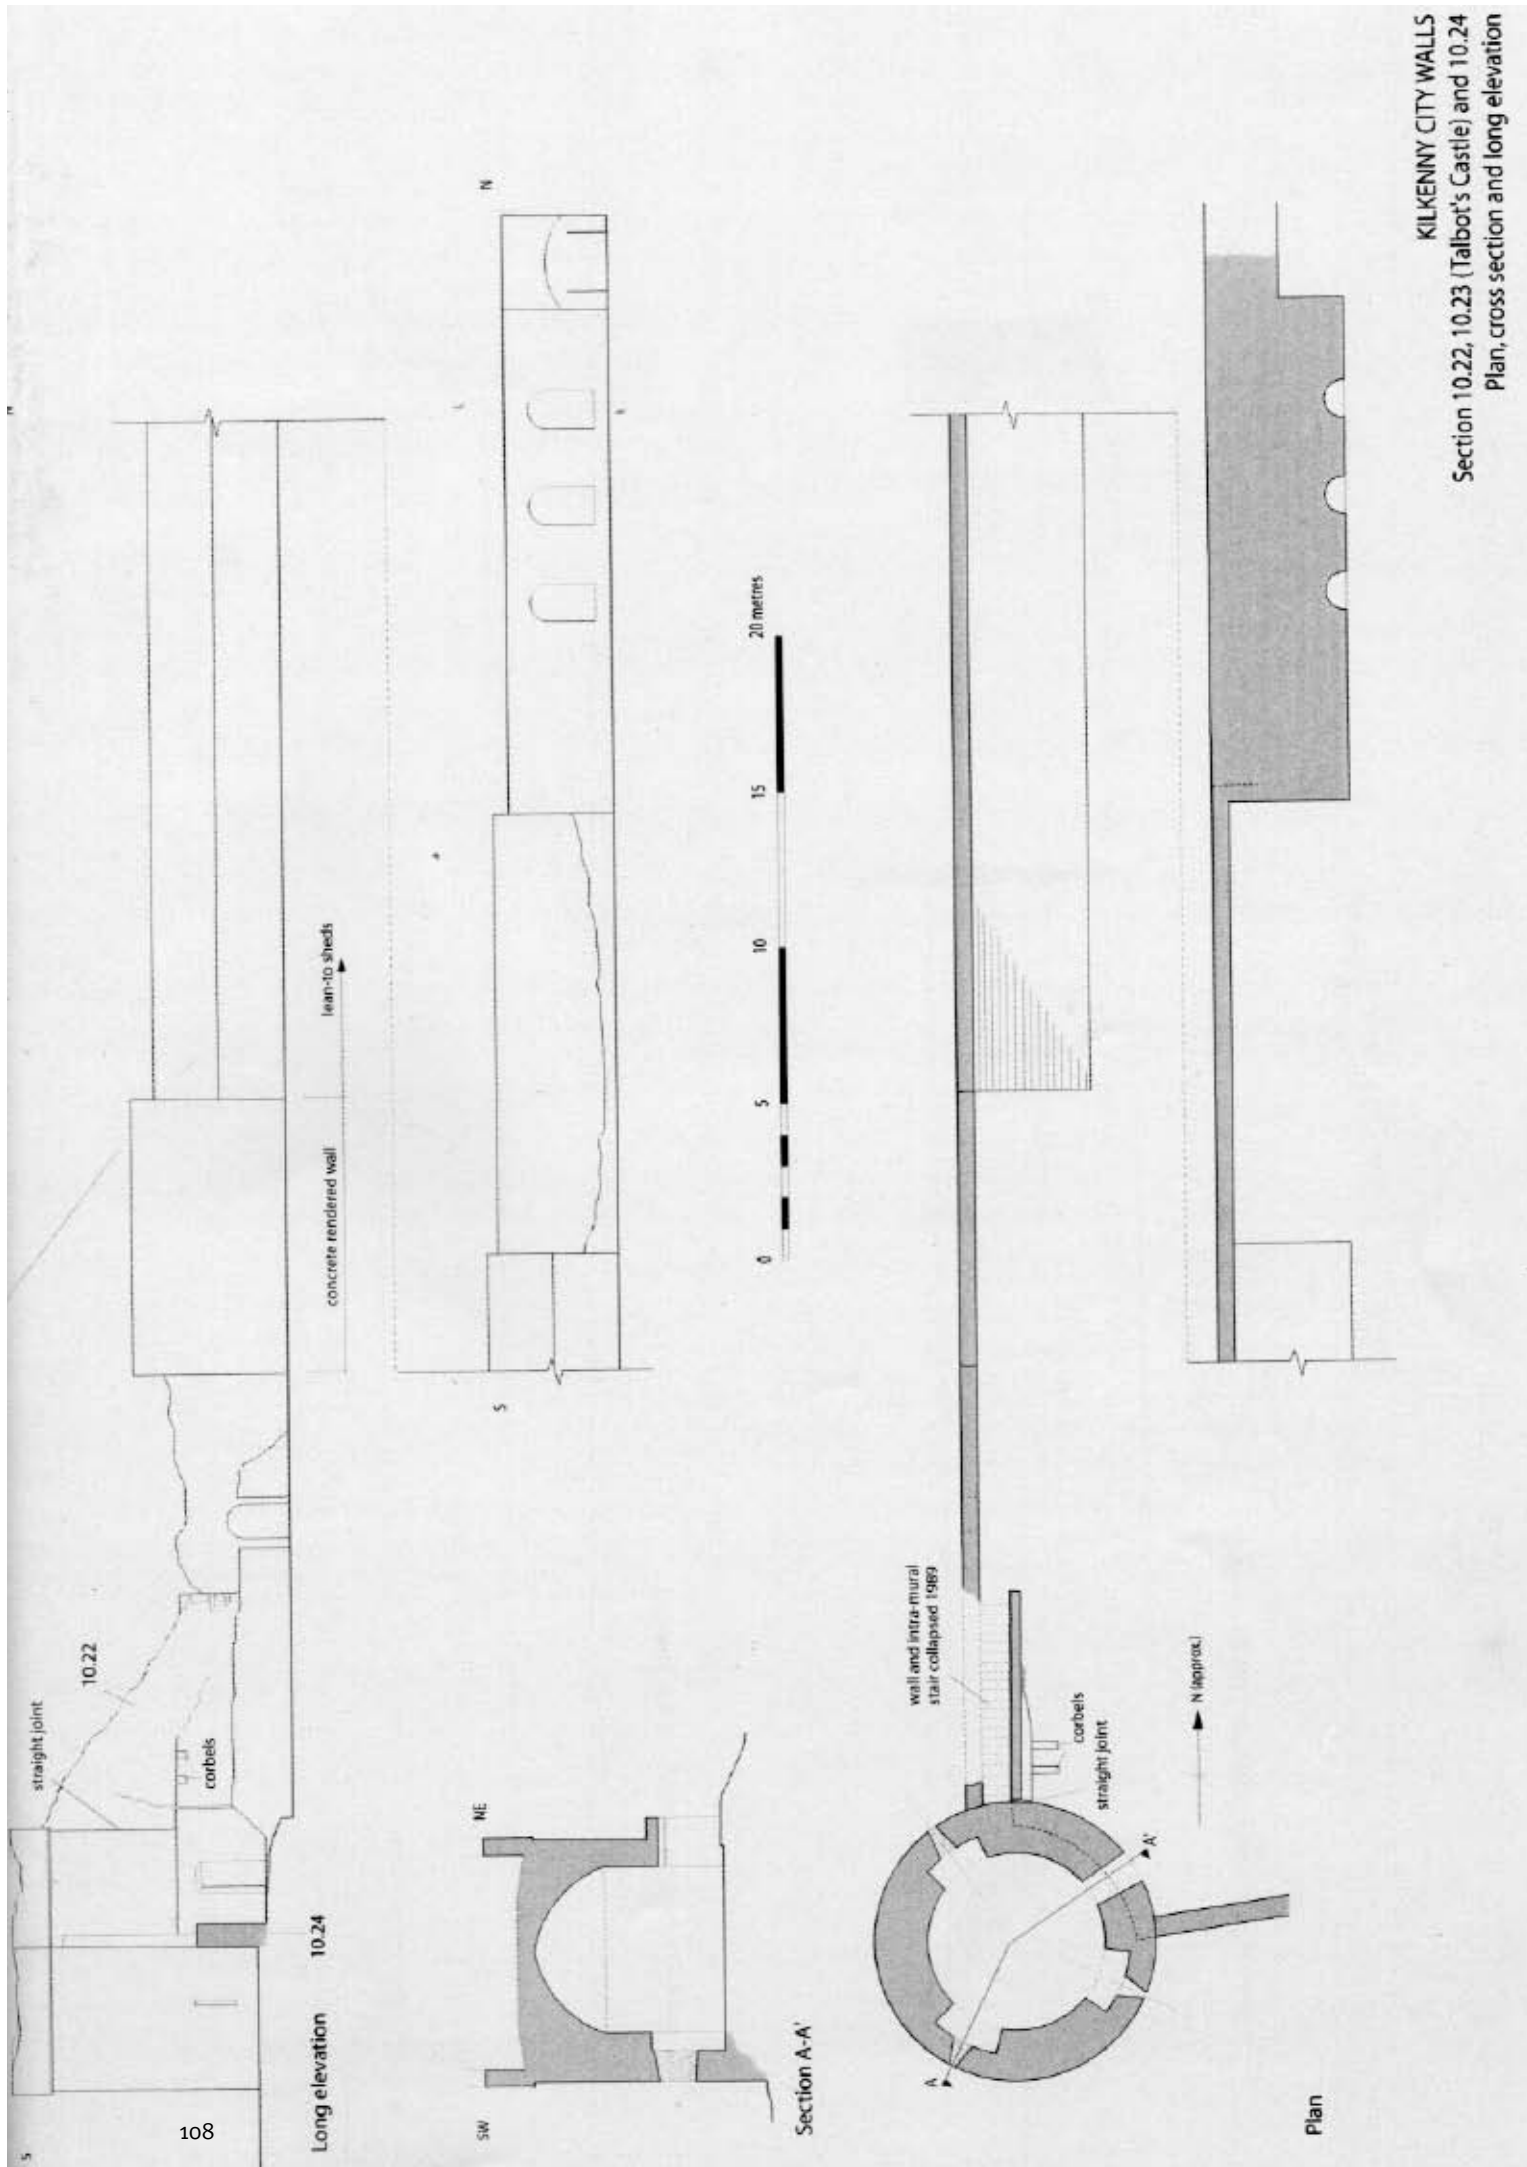 KILKENNY CITY WALLS
Section 10.22, 10.23 (Talbot's Castle) and 10.24
Plan, cross section and long elevation
S
straight joint
10.22
corbels
10.24
concrete rendered wall
lean-to sheds
Long elevation
S
N
SW
NE
Section A-A'
0
5
10
15
20 metres
wall and intra-mural
stair collapsed 1989
corbels
straight joint
N (approx.)
A
A'
Plan
108